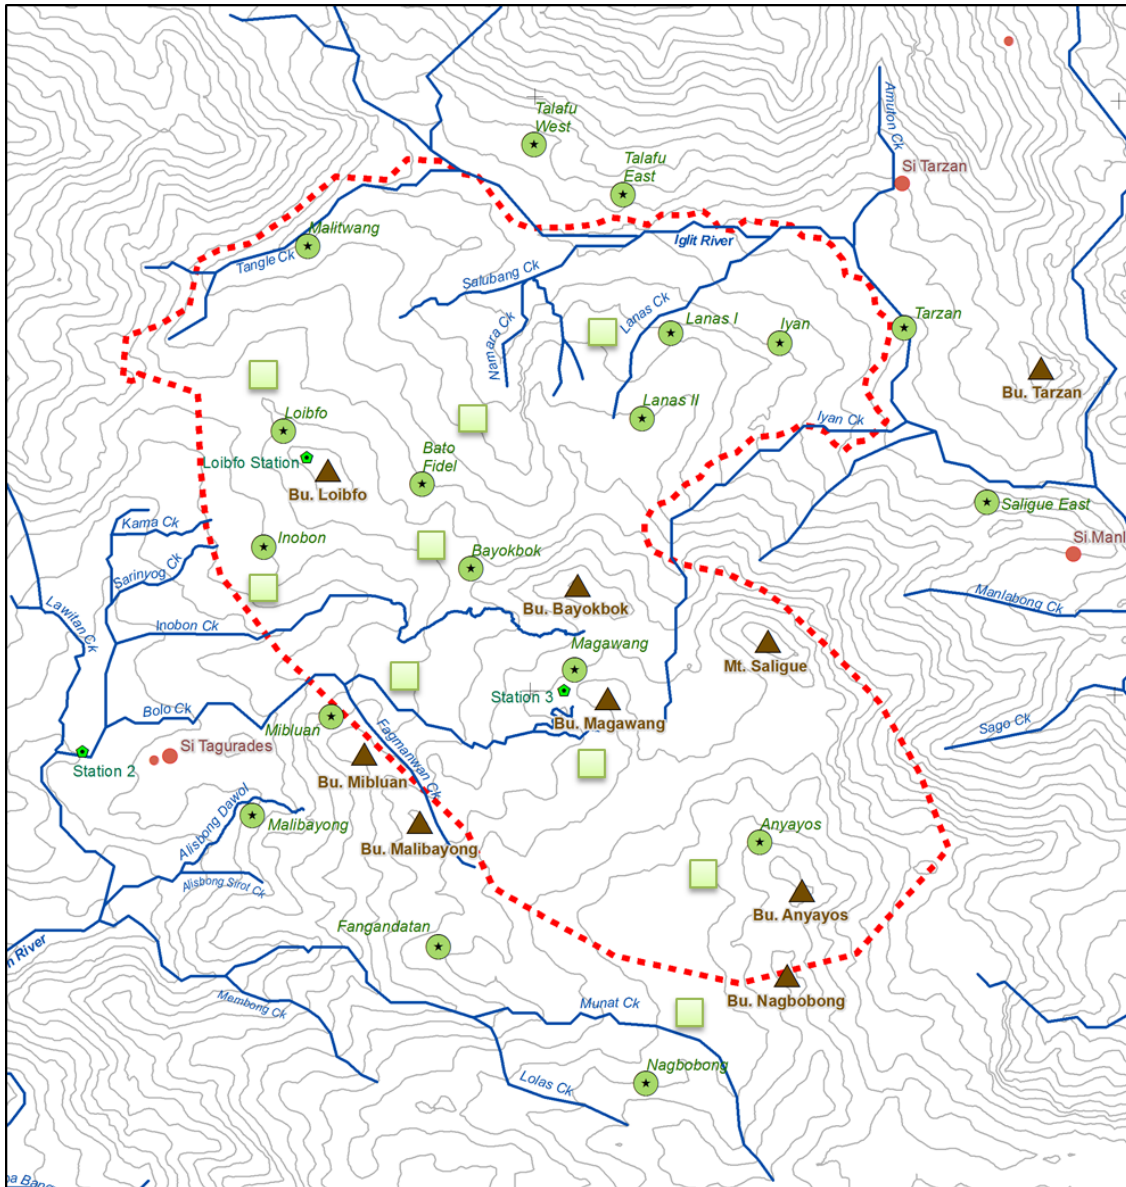 Talafu
West
Amuton Ck
Talafu
East
Si Tarzan
Malitwang
Iglit River
Tangle Ck
Salubang Ck
Lanas Ck
Lanas I
Iyan
Tarzan
Namara Ck
Bu. Tarzan
Loibfo
Lanas II
Iyan Ck
Bato
Fidel
Loibfo Station
Bu. Loibfo
Saligue East
Kama Ck
Inobon
Bayokbok
Si Manl
Sarinyog Ck
Lawitan Ck
Bu. Bayokbok
Manlabong Ck
Inobon Ck
Magawang
Mt. Saligue
Station 3
Bolo Ck
Mibluan
Bu. Magawang
Sago Ck
Si Tagurades
Station 2
Fagmanwan Ck
Bu. Mibluan
Malibayong
Alisbong Dawol
Anyayos
Bu. Malibayong
Alisbong Sirot Ck
Bu. Anyayos
Fangandatan
n River
Bu. Nagbobong
Membong Ck
Munat Ck
Nagbobong
Lolas Ck
ba Bang